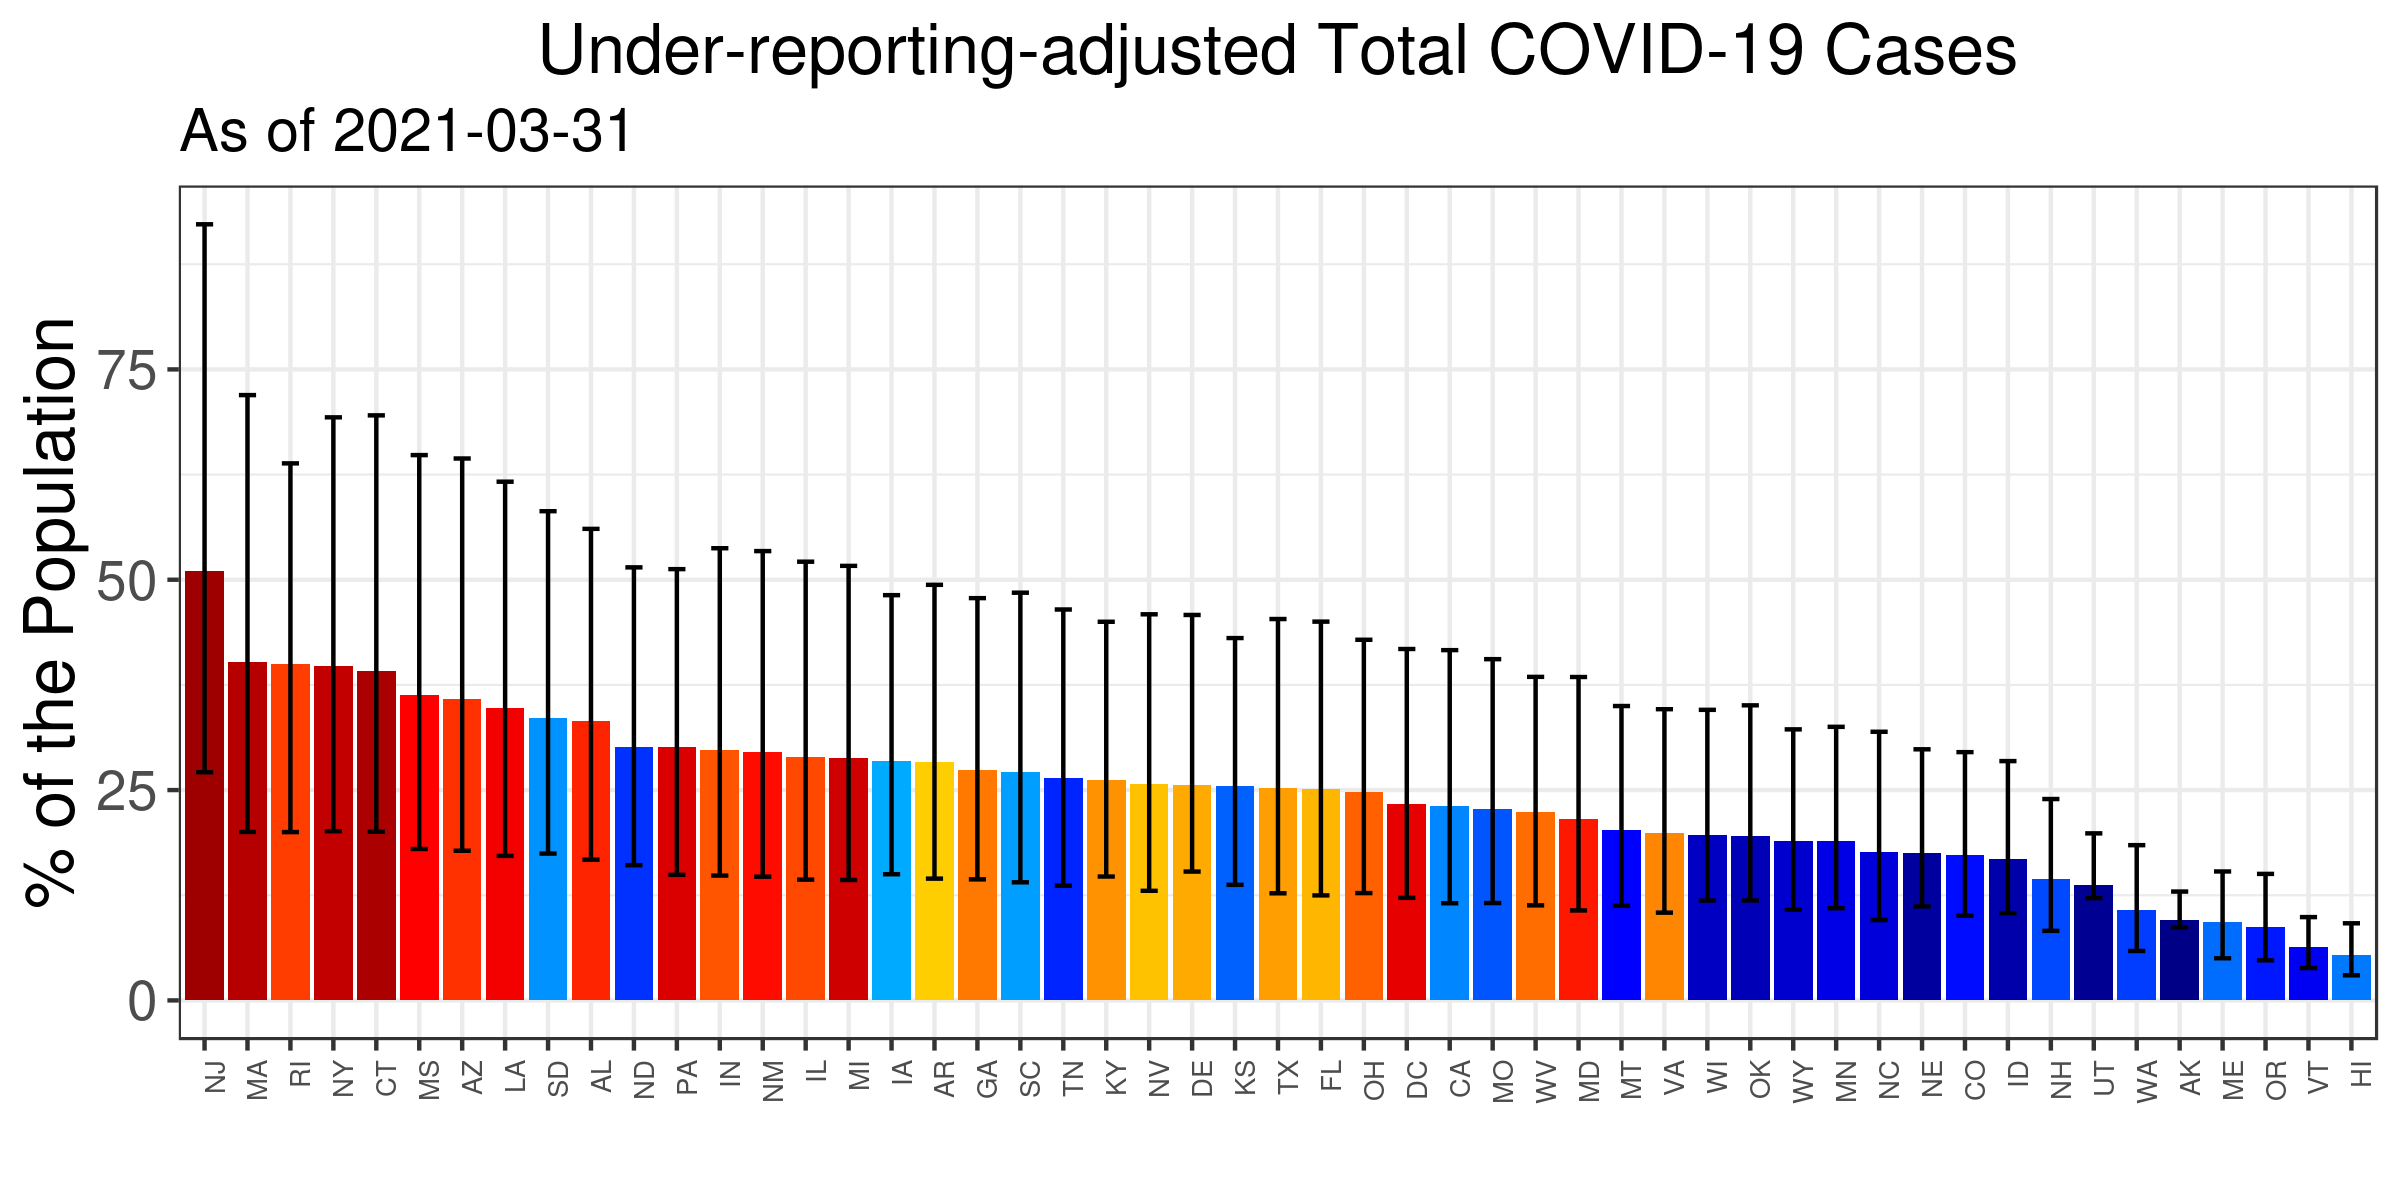 Under-reporting-adjusted Total COVID-19 Cases
As of 2021-03-31
% of the Population
75
50
25
0
NJ MA RI NY CT MS AZ LA SD AL ND PA IN NM IL MI IA AR GA SC TN KY NV DE KS TX FL OH DC CA MO WV MD MT VA WI OK WY MN NC NE CO ID NH UT WA AK ME OR VT HI